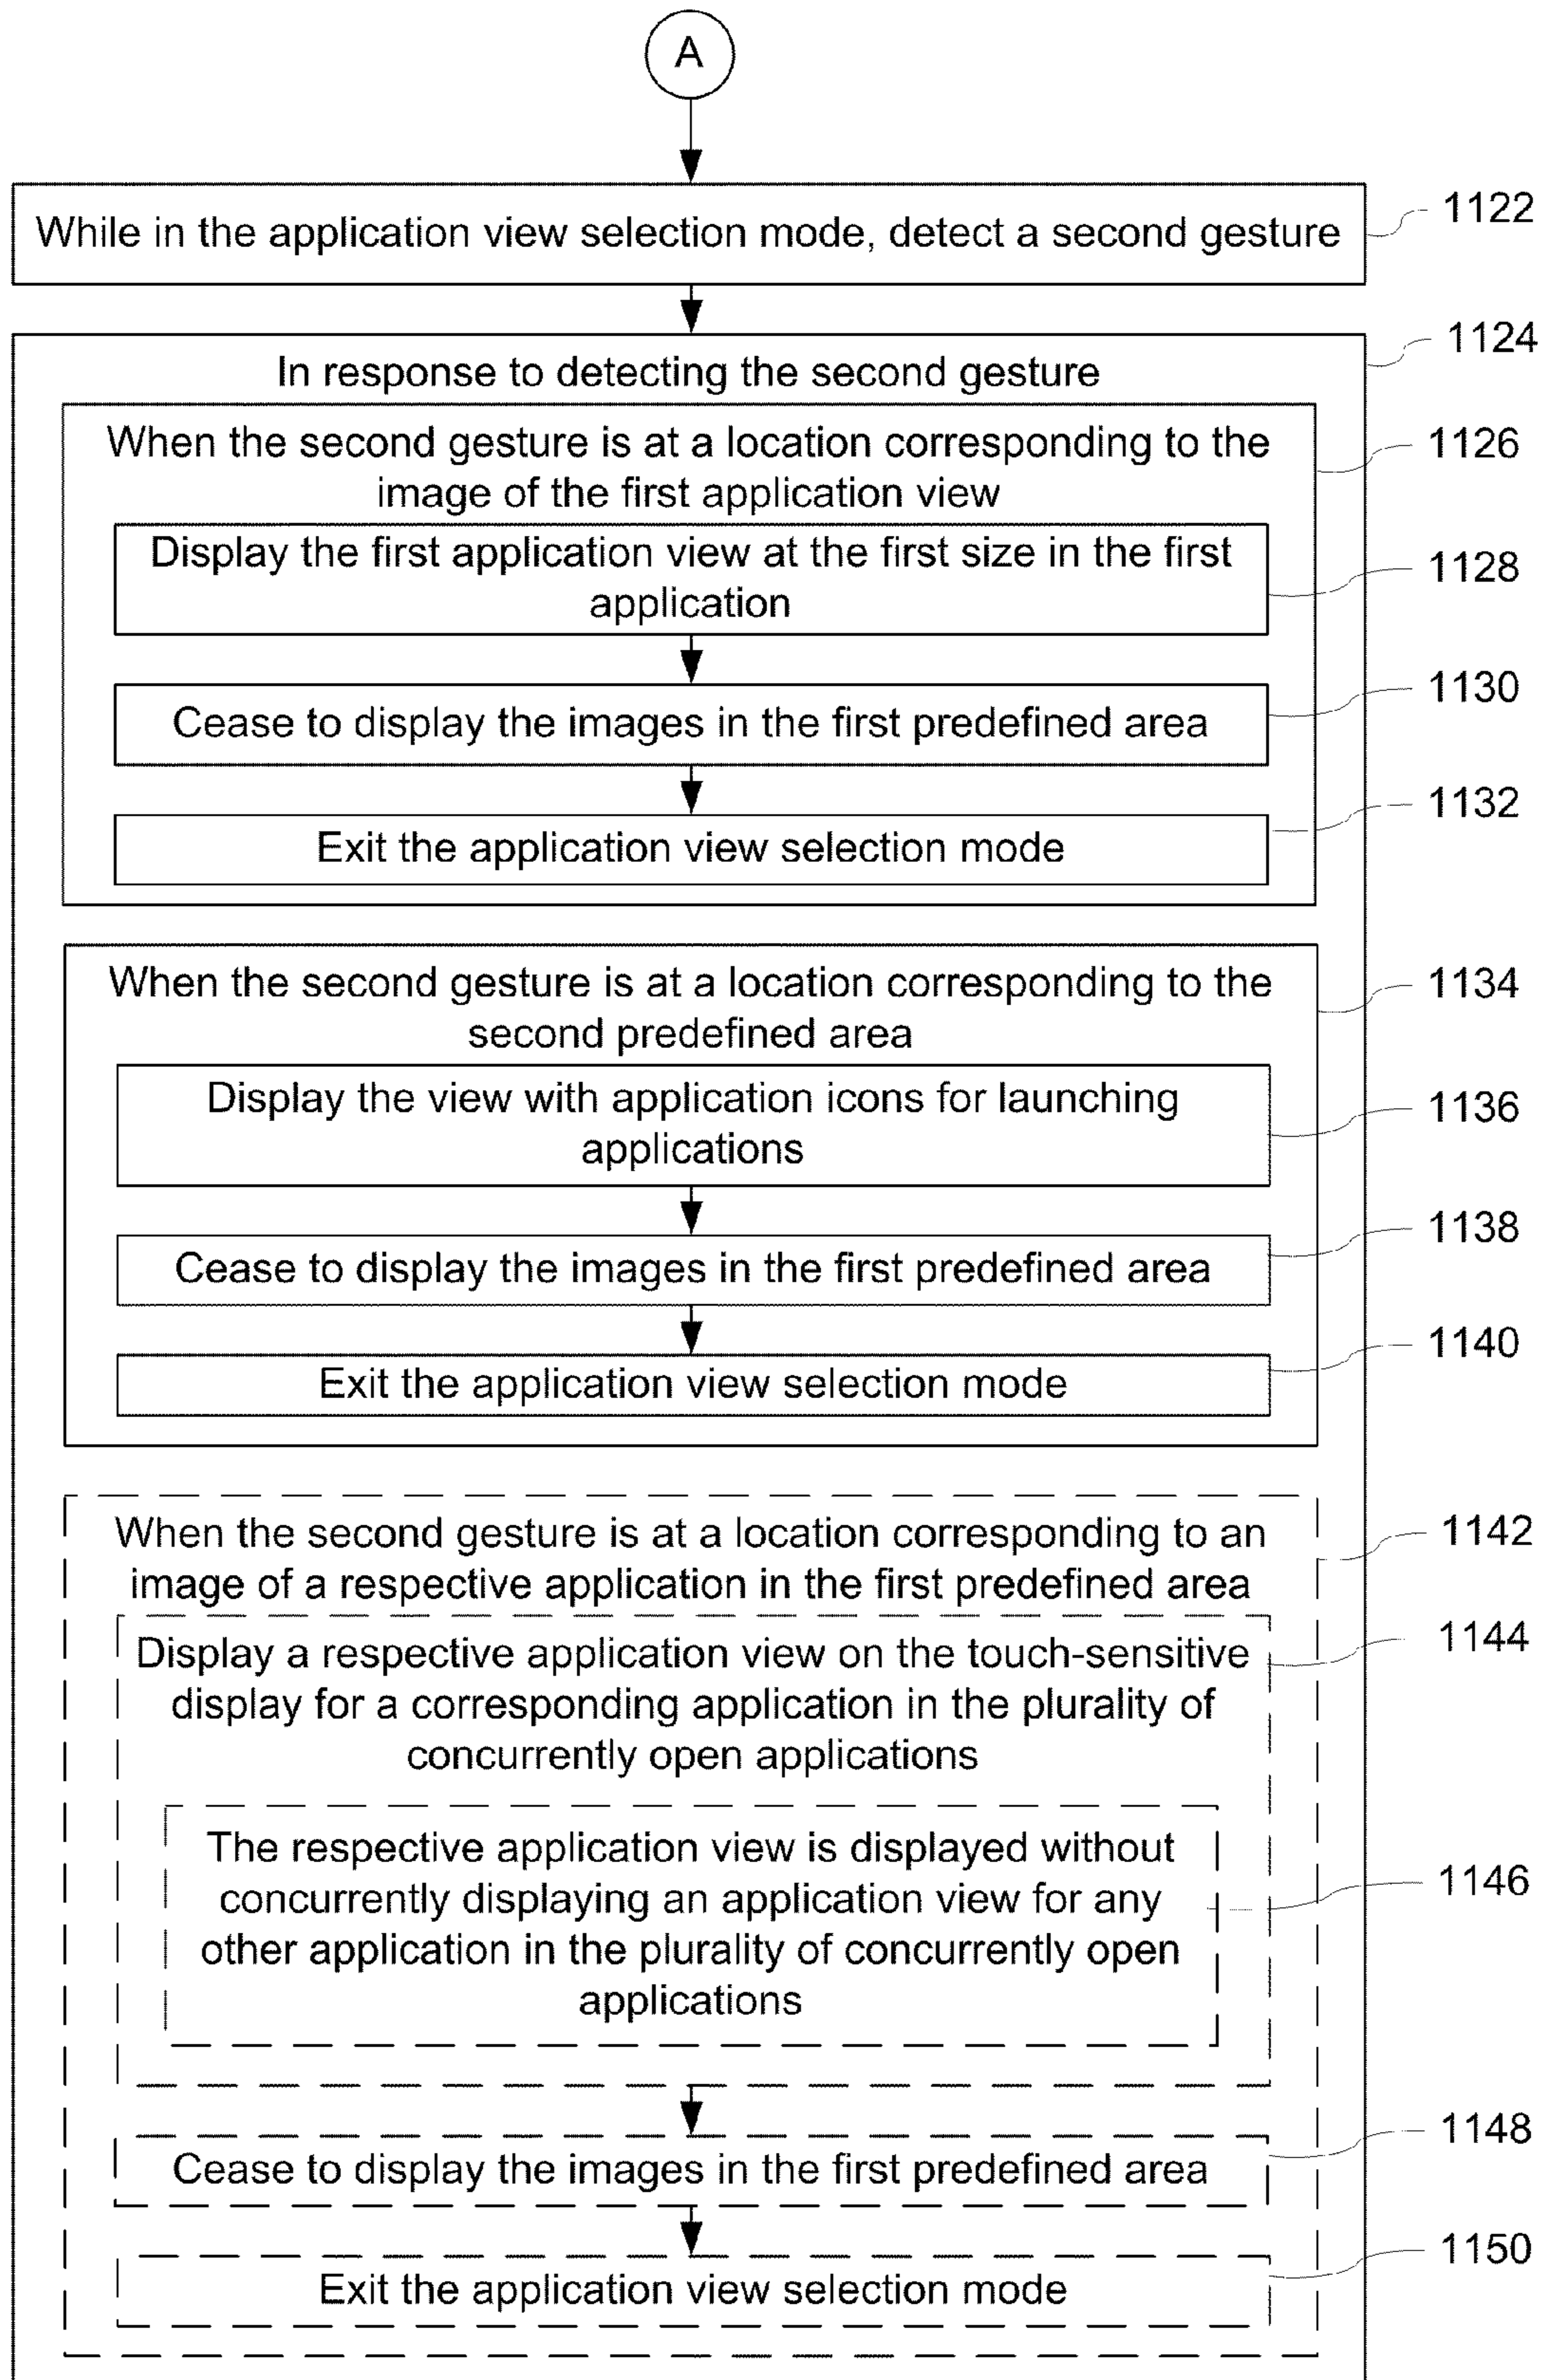 A
While in the application view selection mode, detect a second gesture
1122
1124
In response to detecting the second gesture
When the second gesture is at a location corresponding to the
image of the first application view
1126
Display the first application view at the first size in the first
application
1128
Cease to display the images in the first predefined area
1130
Exit the application view selection mode
1132
When the second gesture is at a location corresponding to the
second predefined area
1134
Display the view with application icons for launching
applications
1136
Cease to display the images in the first predefined area
1138
Exit the application view selection mode
1140
When the second gesture is at a location corresponding to an
image of a respective application in the first predefined area
1142
Display a respective application view on the touch-sensitive
display for a corresponding application in the plurality of
concurrently open applications
1144
The respective application view is displayed without
concurrently displaying an application view for any
other application in the plurality of concurrently open
applications
1146
Cease to display the images in the first predefined area
1148
Exit the application view selection mode
1150